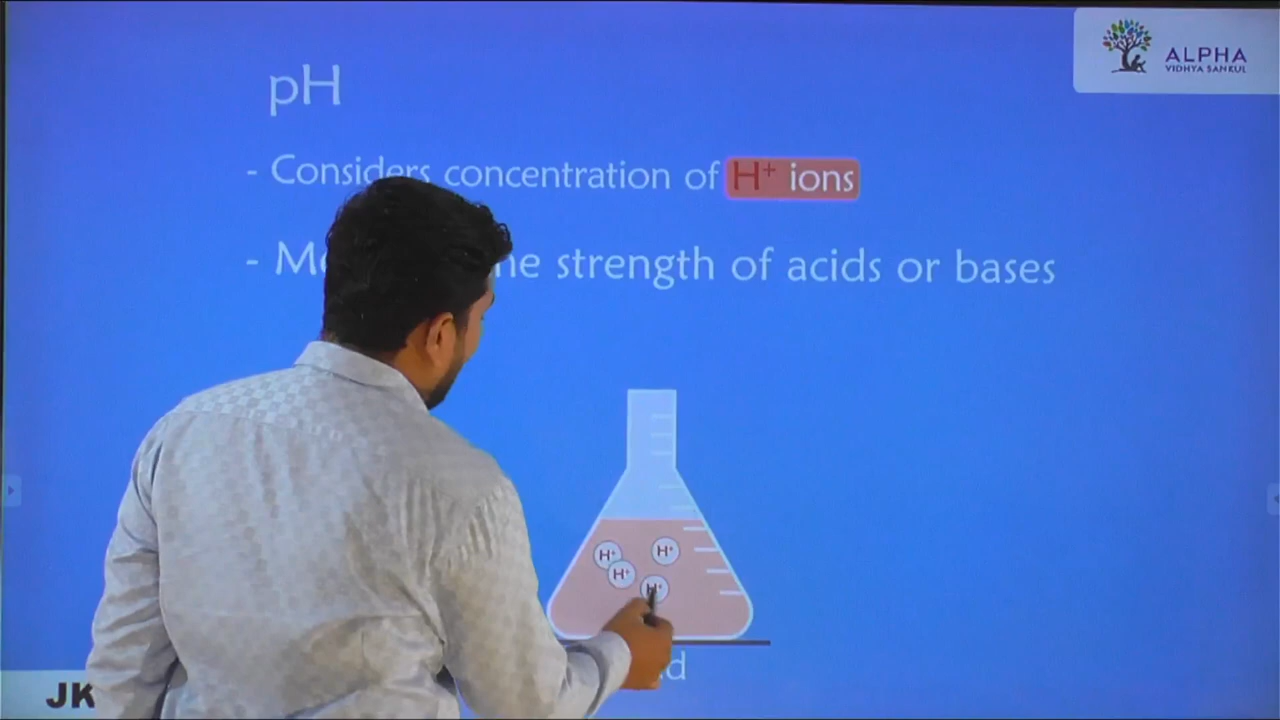 ALPHA
VIDHYA SANKUL
pH
- Considers concentration of H⁺ ions
- strength of acids or bases
H⁺ H⁺
H⁺
H⁺
JK